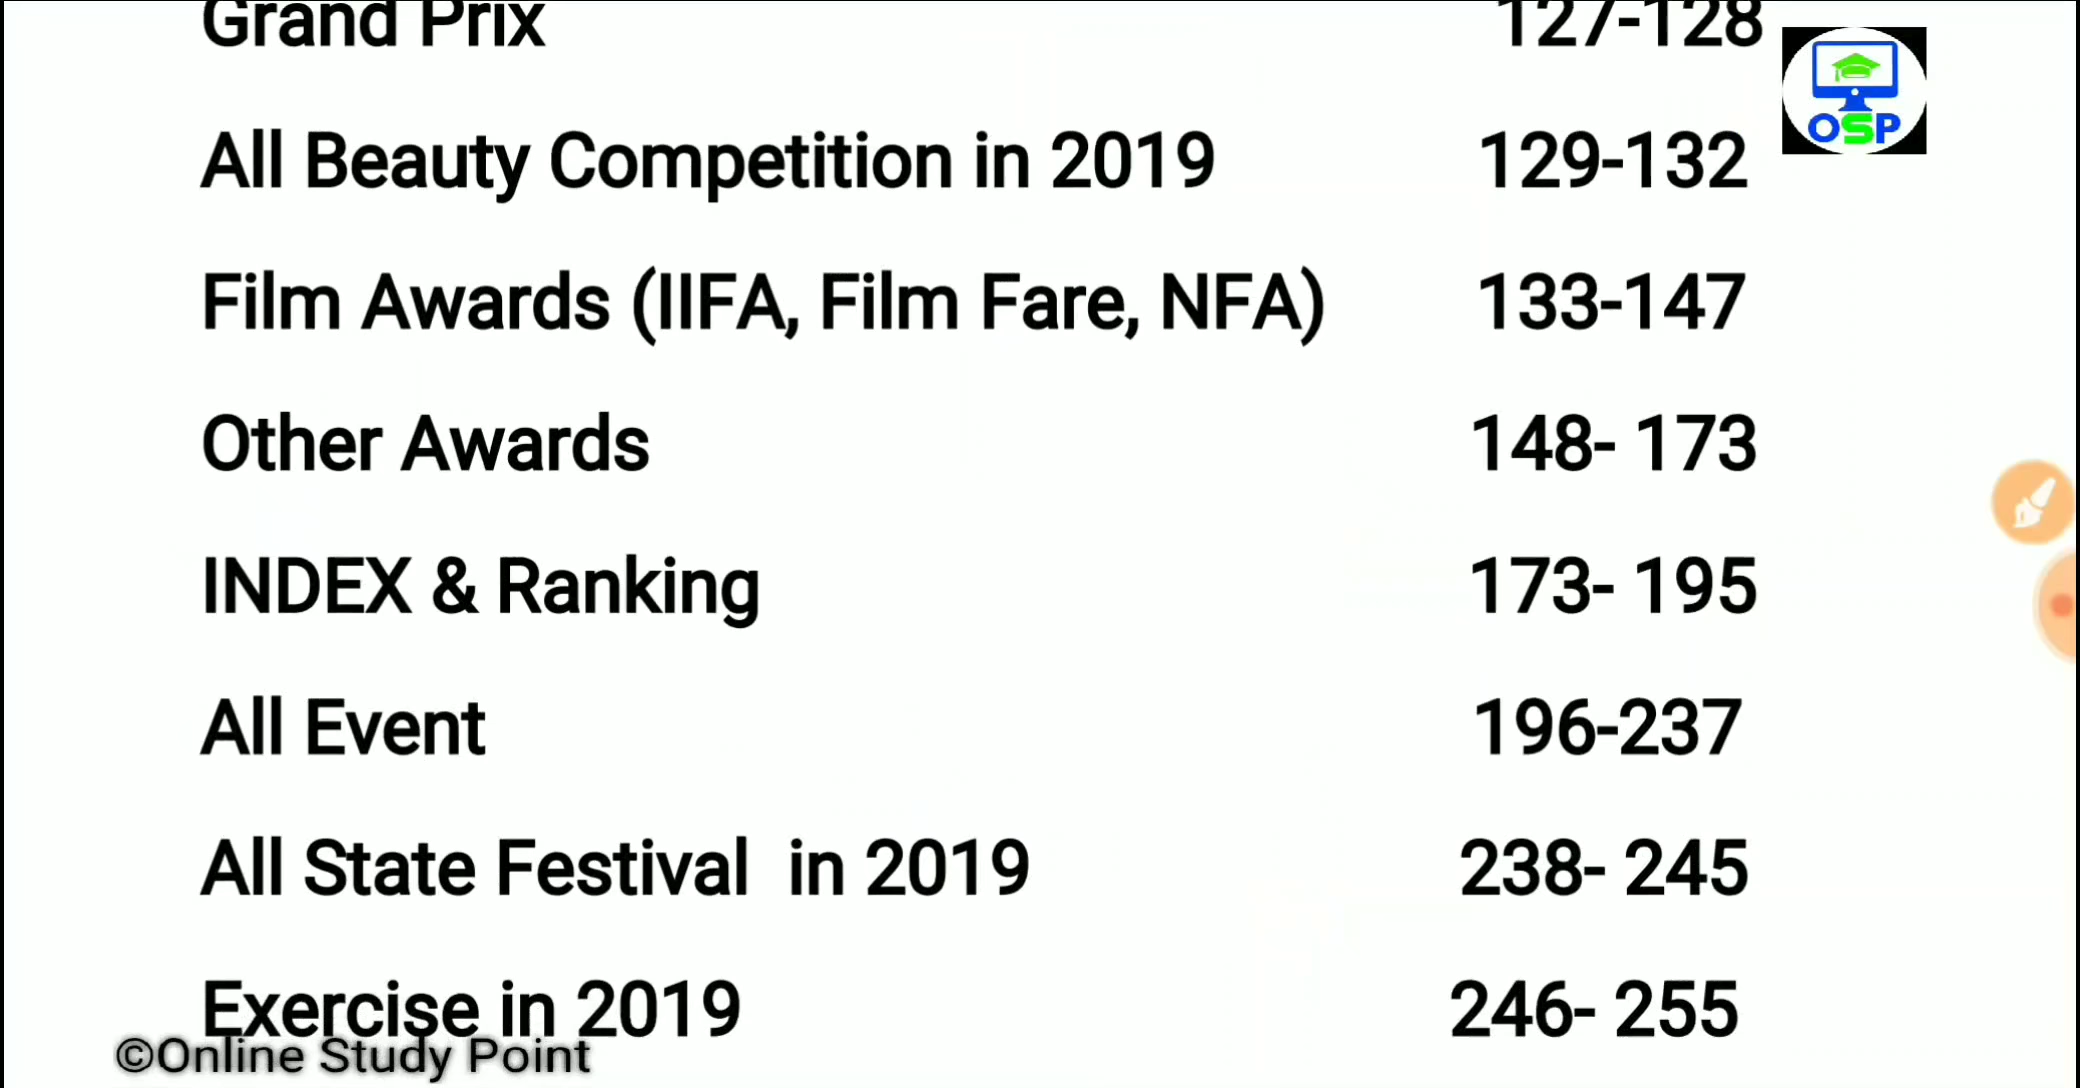 Grand Prix 127-128
OSP
All Beauty Competition in 2019 129-132
Film Awards (IIFA, Film Fare, NFA) 133-147
Other Awards 148- 173
INDEX & Ranking 173- 195
All Event 196-237
All State Festival in 2019 238- 245
Exercise in 2019 246- 255
©Online Study Point